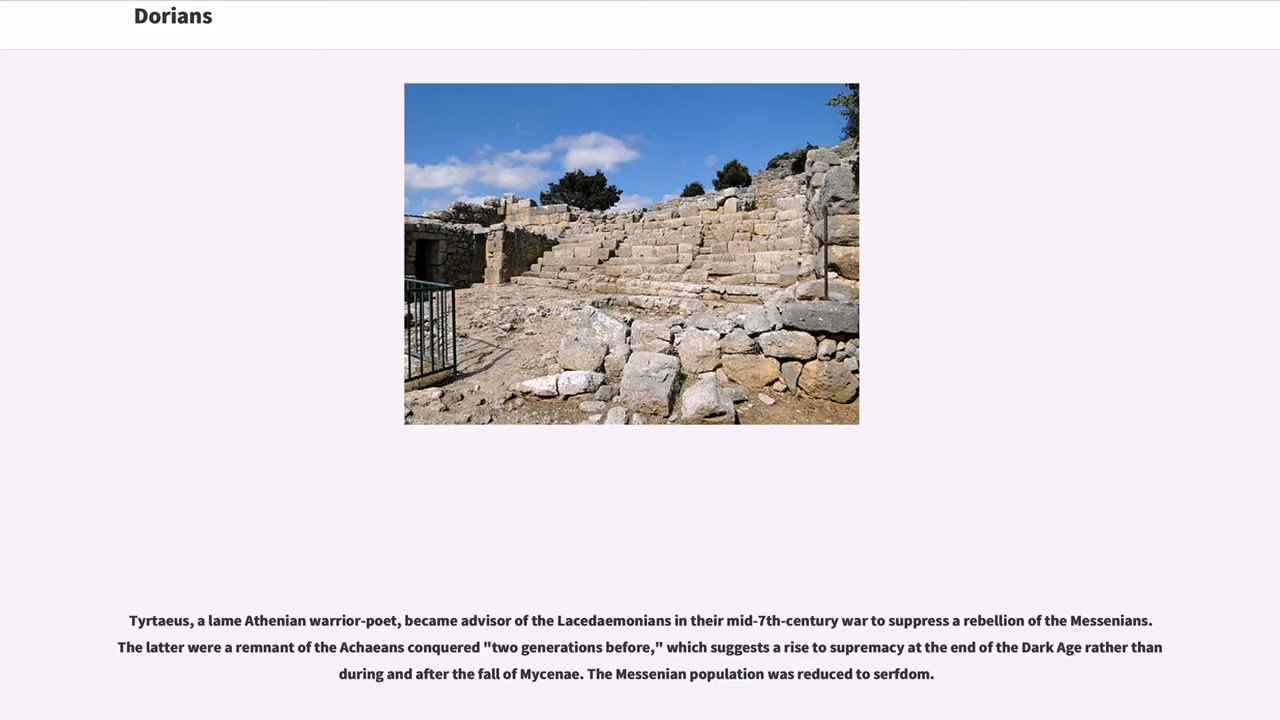 Dorians
Tyrtaeus, a lame Athenian warrior-poet, became advisor of the Lacedaemonians in their mid-7th-century war to suppress a rebellion of the Messenians.
The latter were a remnant of the Achaeans conquered "two generations before," which suggests a rise to supremacy at the end of the Dark Age rather than
during and after the fall of Mycenae. The Messenian population was reduced to serfdom.